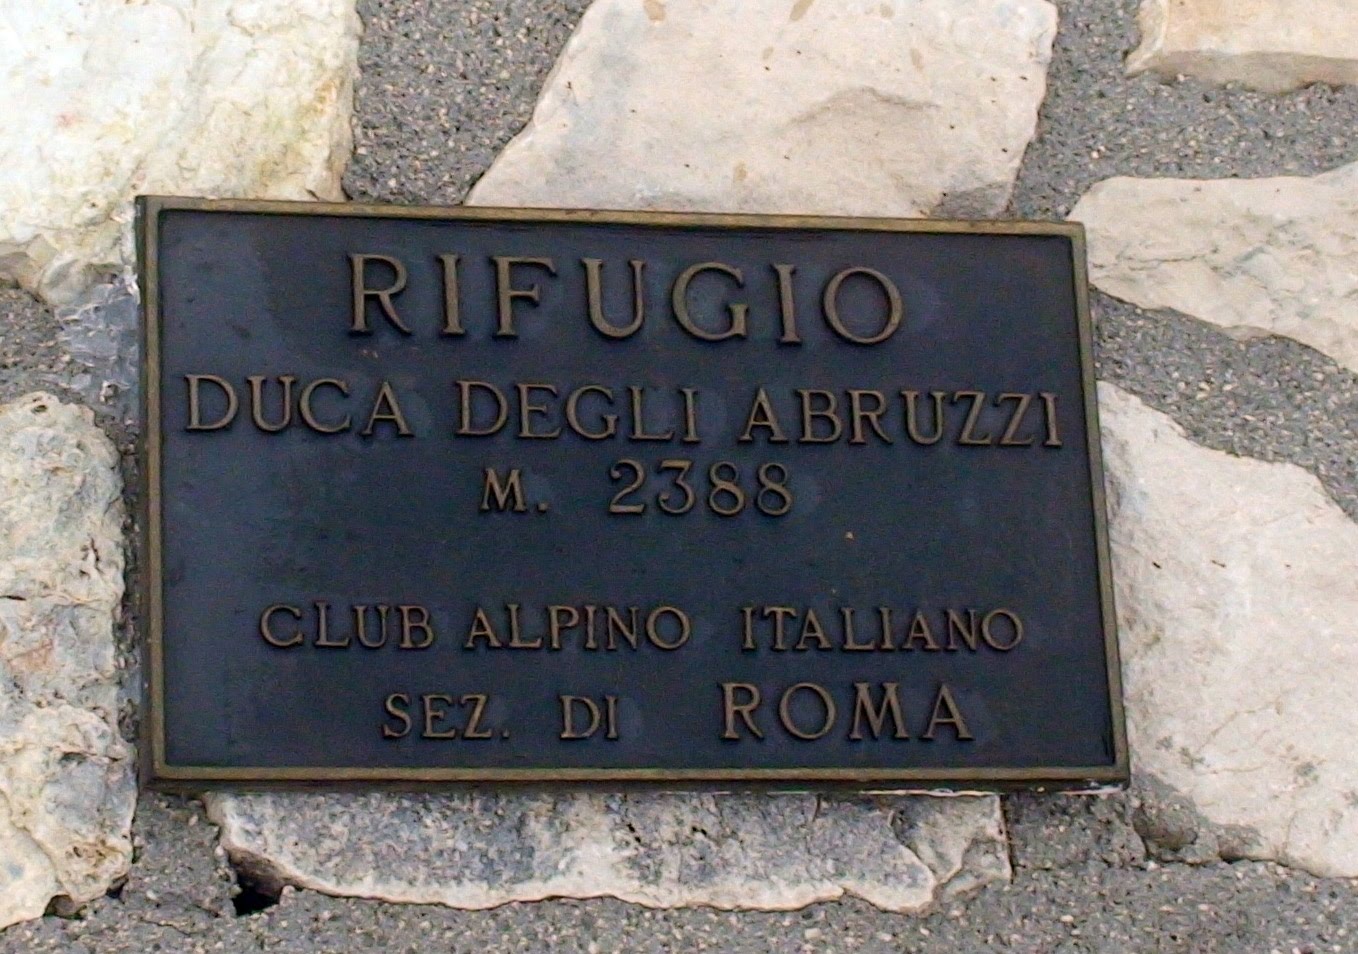 RIFUGIO
DUCA DEGLI ABRUZZI
M. 2388
CLUB ALPINO ITALIANO
SEZ. DI ROMA